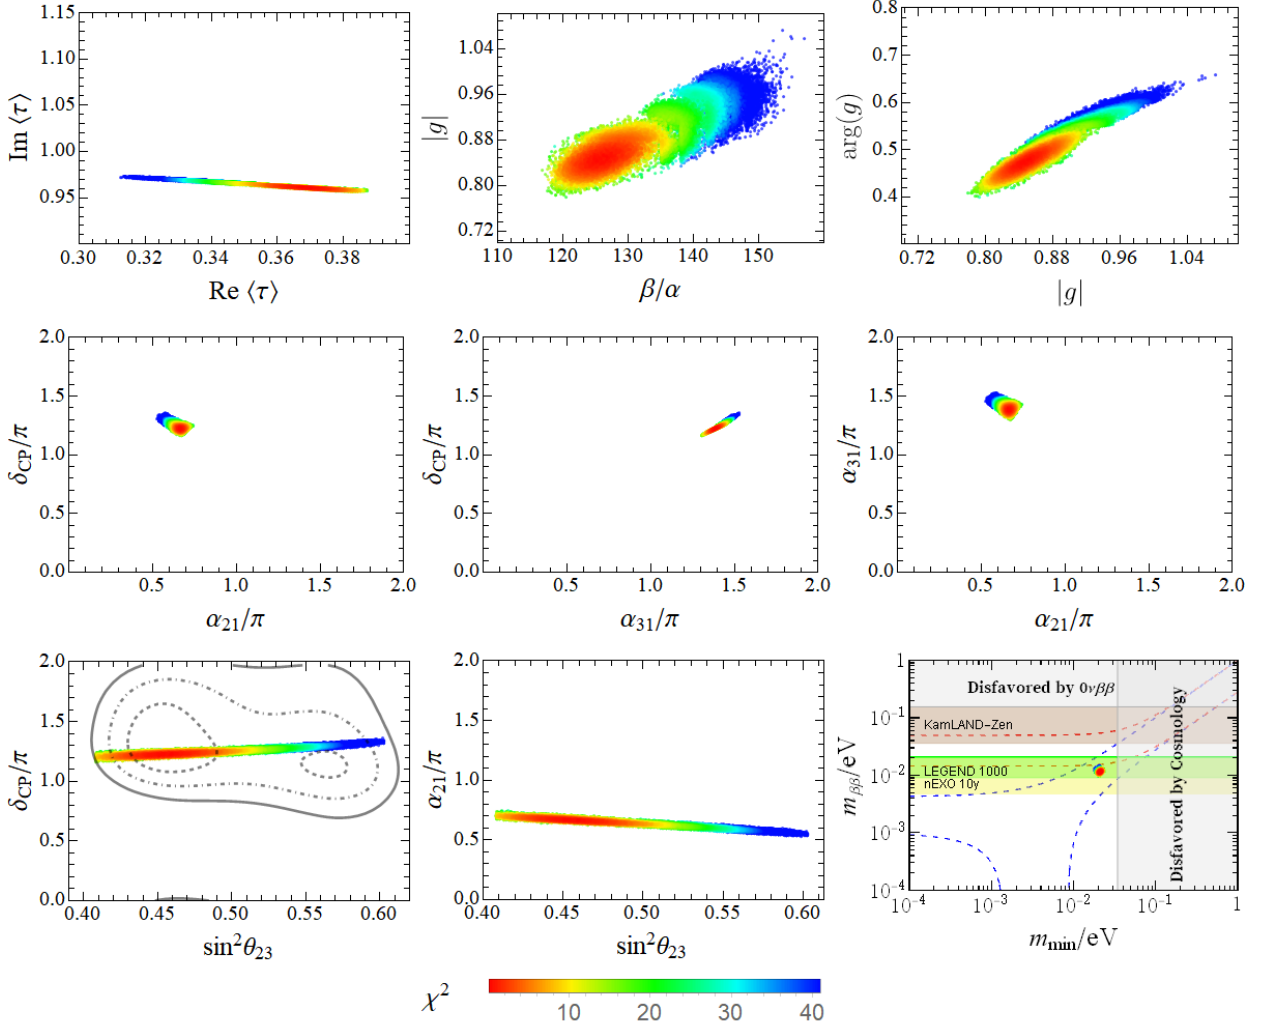 1.15
1.10
1.05
1.00
0.95
0.90
Im ⟨τ⟩
0.30 0.32 0.34 0.36 0.38
Re ⟨τ⟩
1.04
0.96
0.88
0.80
0.72
|g|
110 120 130 140 150
β/α
0.8
0.7
0.6
0.5
0.4
arg(g)
0.72 0.80 0.88 0.96 1.04
|g|
2.0
1.5
1.0
0.5
0.0
δCP/π
0.5 1.0 1.5 2.0
α21/π
2.0
1.5
1.0
0.5
0.0
δCP/π
0.5 1.0 1.5 2.0
α31/π
2.0
1.5
1.0
0.5
0.0
α31/π
0.5 1.0 1.5 2.0
α21/π
2.0
1.5
1.0
0.5
0.0
δCP/π
0.40 0.45 0.50 0.55 0.60
sin²θ23
2.0
1.5
1.0
0.5
0.0
α21/π
0.40 0.45 0.50 0.55 0.60
sin²θ23
1
10⁻¹
10⁻²
10⁻³
10⁻⁴
mββ/eV
Disfavored by 0νββ
KamLAND-Zen
LEGEND 1000
nEXO 10y
Disfavored by Cosmology
10⁻⁴ 10⁻³ 10⁻² 10⁻¹ 1
mmin/eV
χ²
10 20 30 40